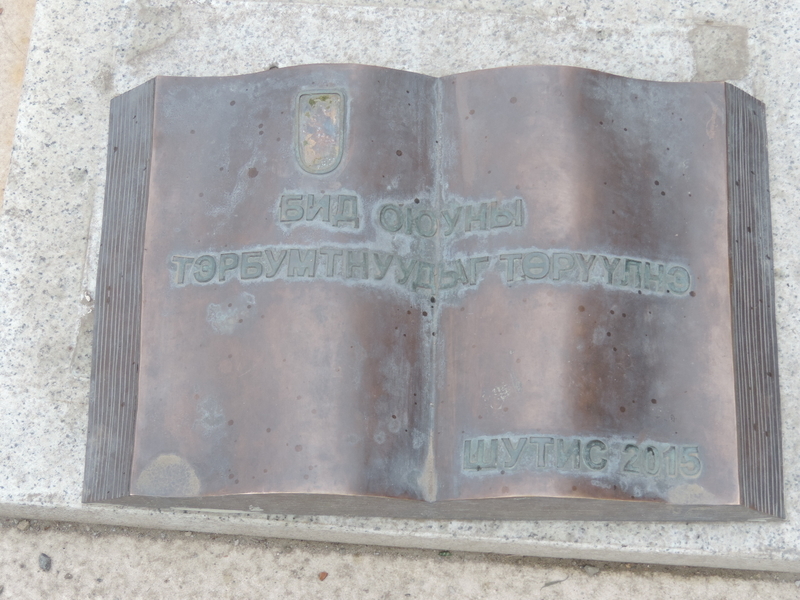 БИД ОЮУНЫ
ТЭРБУМТНУУДЫГ ТӨРҮҮЛНЭ
ШУТИС 2015